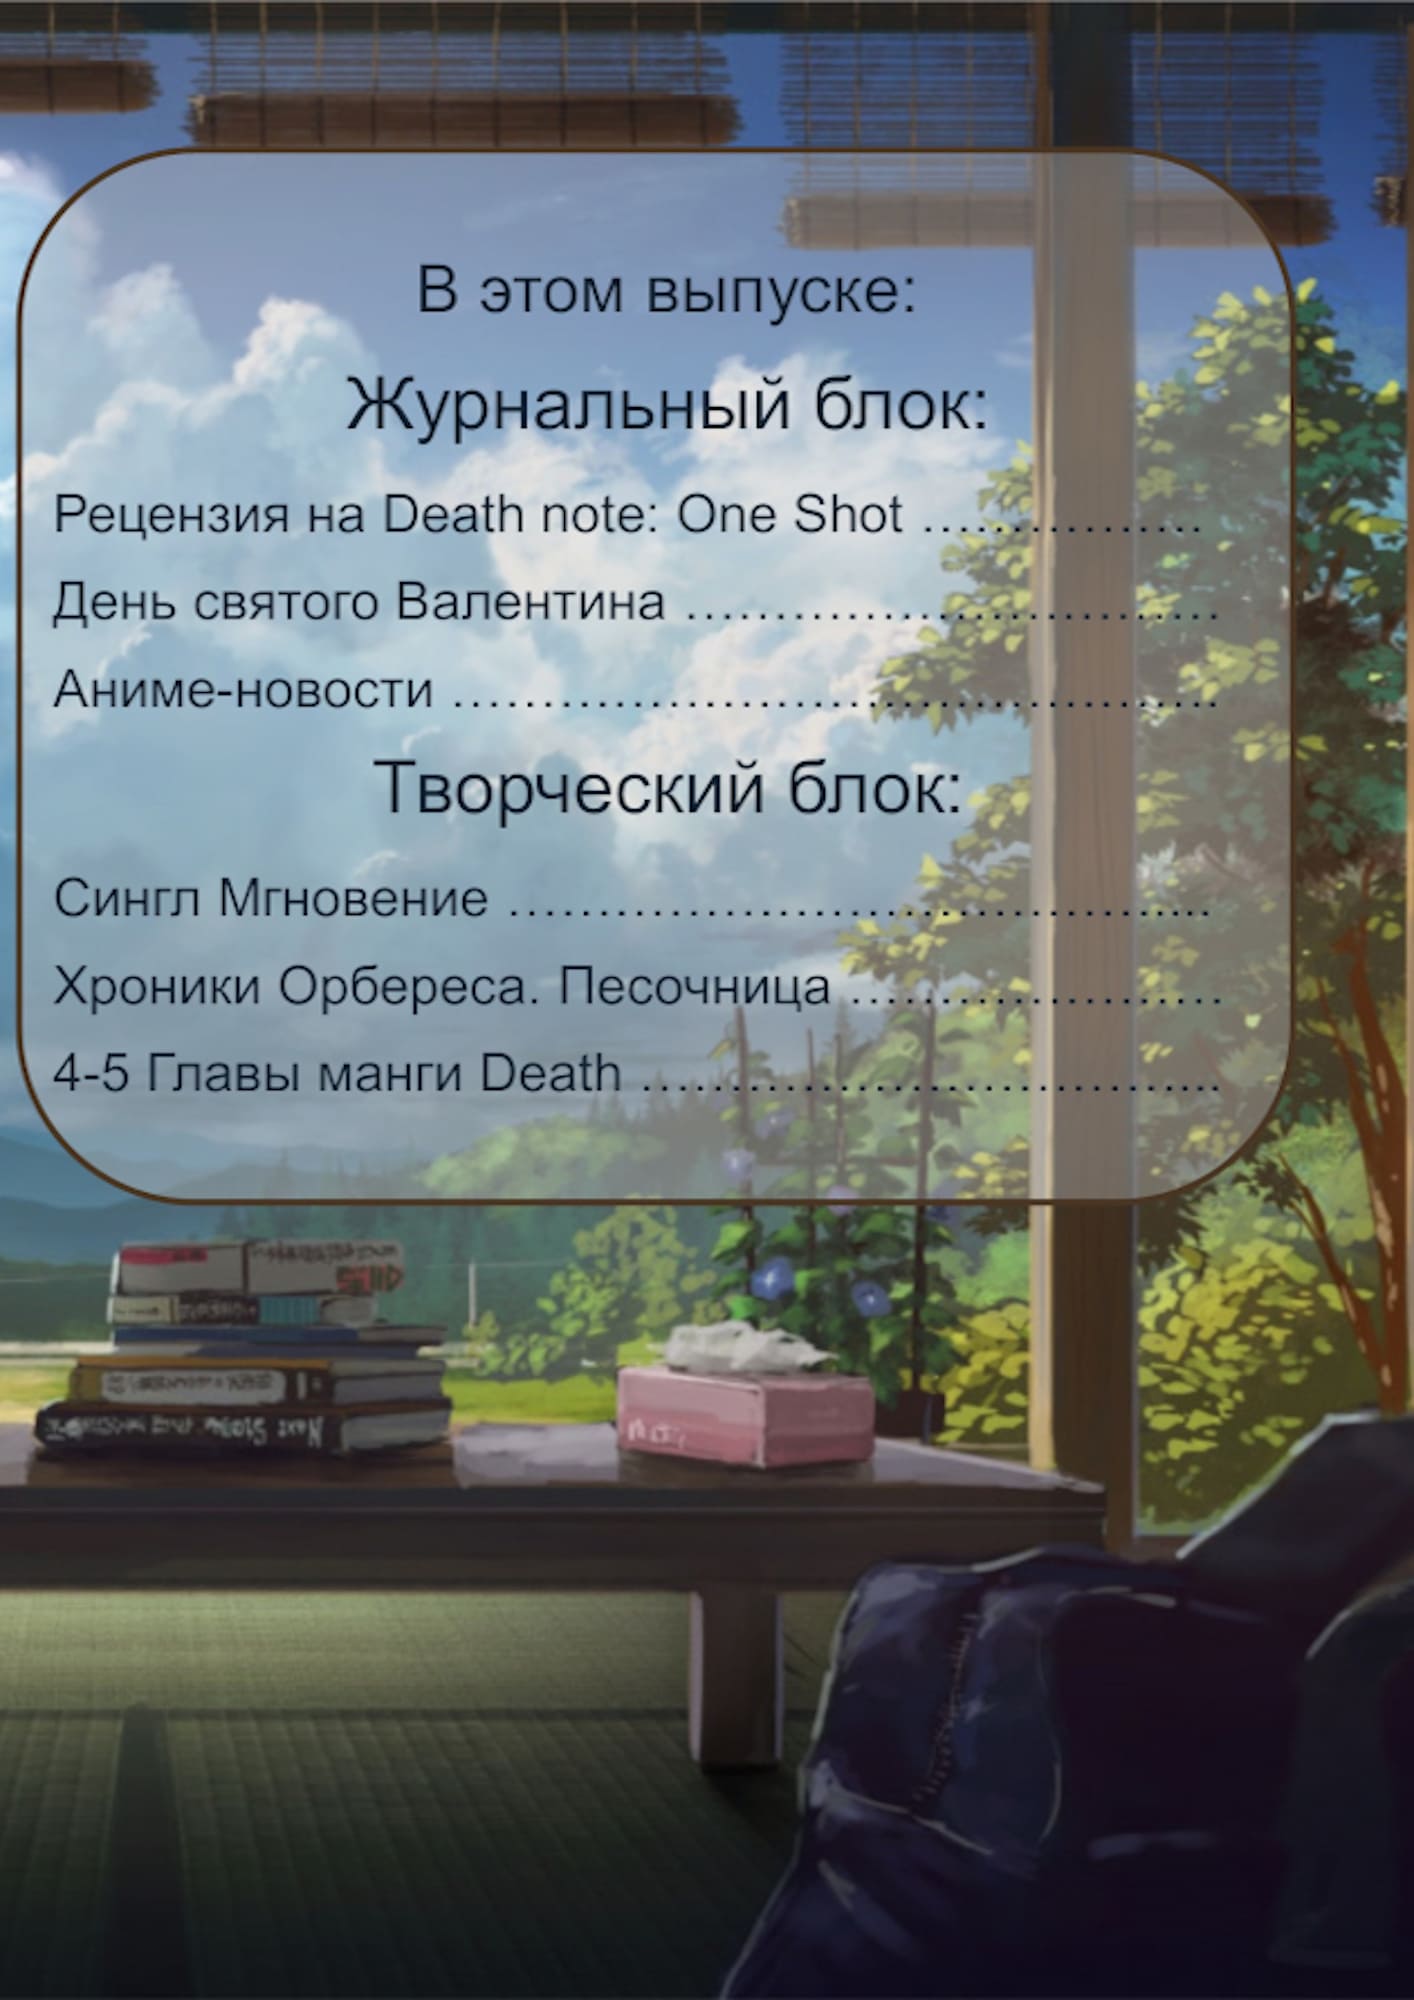 В этом выпуске:
Журнальный блок:
Рецензия на Death note: One Shot ................
День святого Валентина ..............................
Аниме-новости ...........................................
Творческий блок:
Сингл Мгновение ........................................
Хроники Орбереса. Песочница .....................
4-5 Главы манги Death .................................